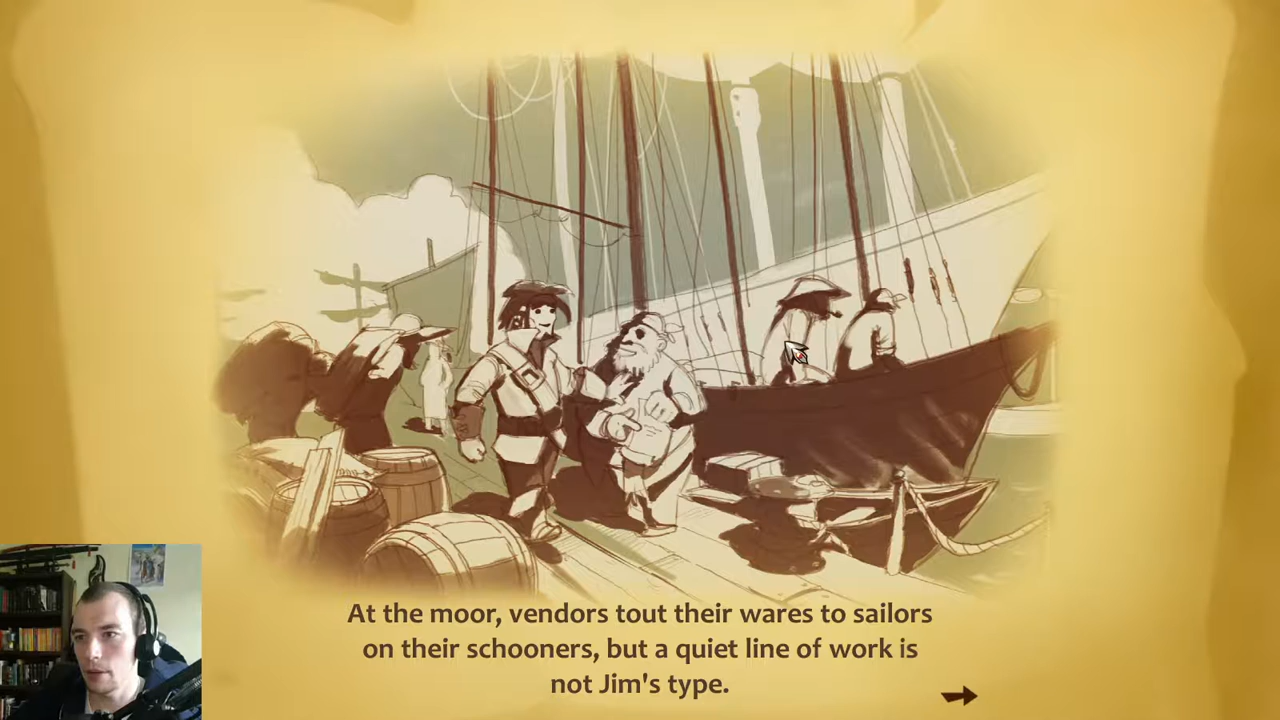 At the moor, vendors tout their wares to sailors
on their schooners, but a quiet line of work is
not Jim's type.